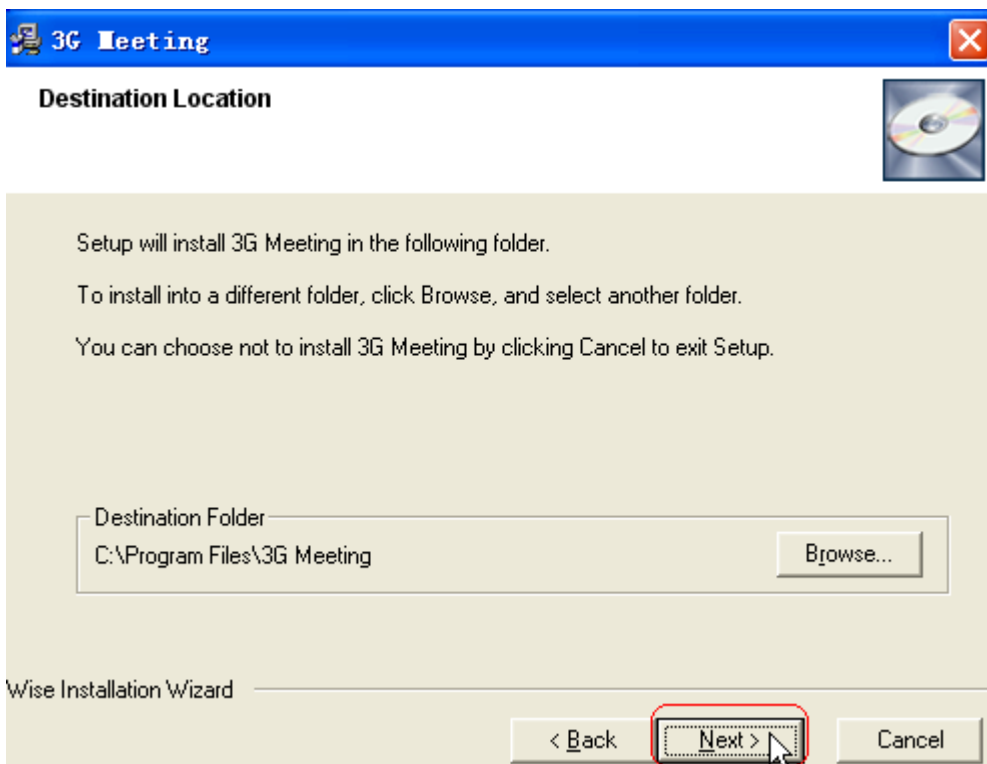 3G Meeting
Destination Location
Setup will install 3G Meeting in the following folder.
To install into a different folder, click Browse, and select another folder.
You can choose not to install 3G Meeting by clicking Cancel to exit Setup.
Destination Folder
C:\Program Files\3G Meeting
Browse...
Wise Installation Wizard
< Back Next > Cancel